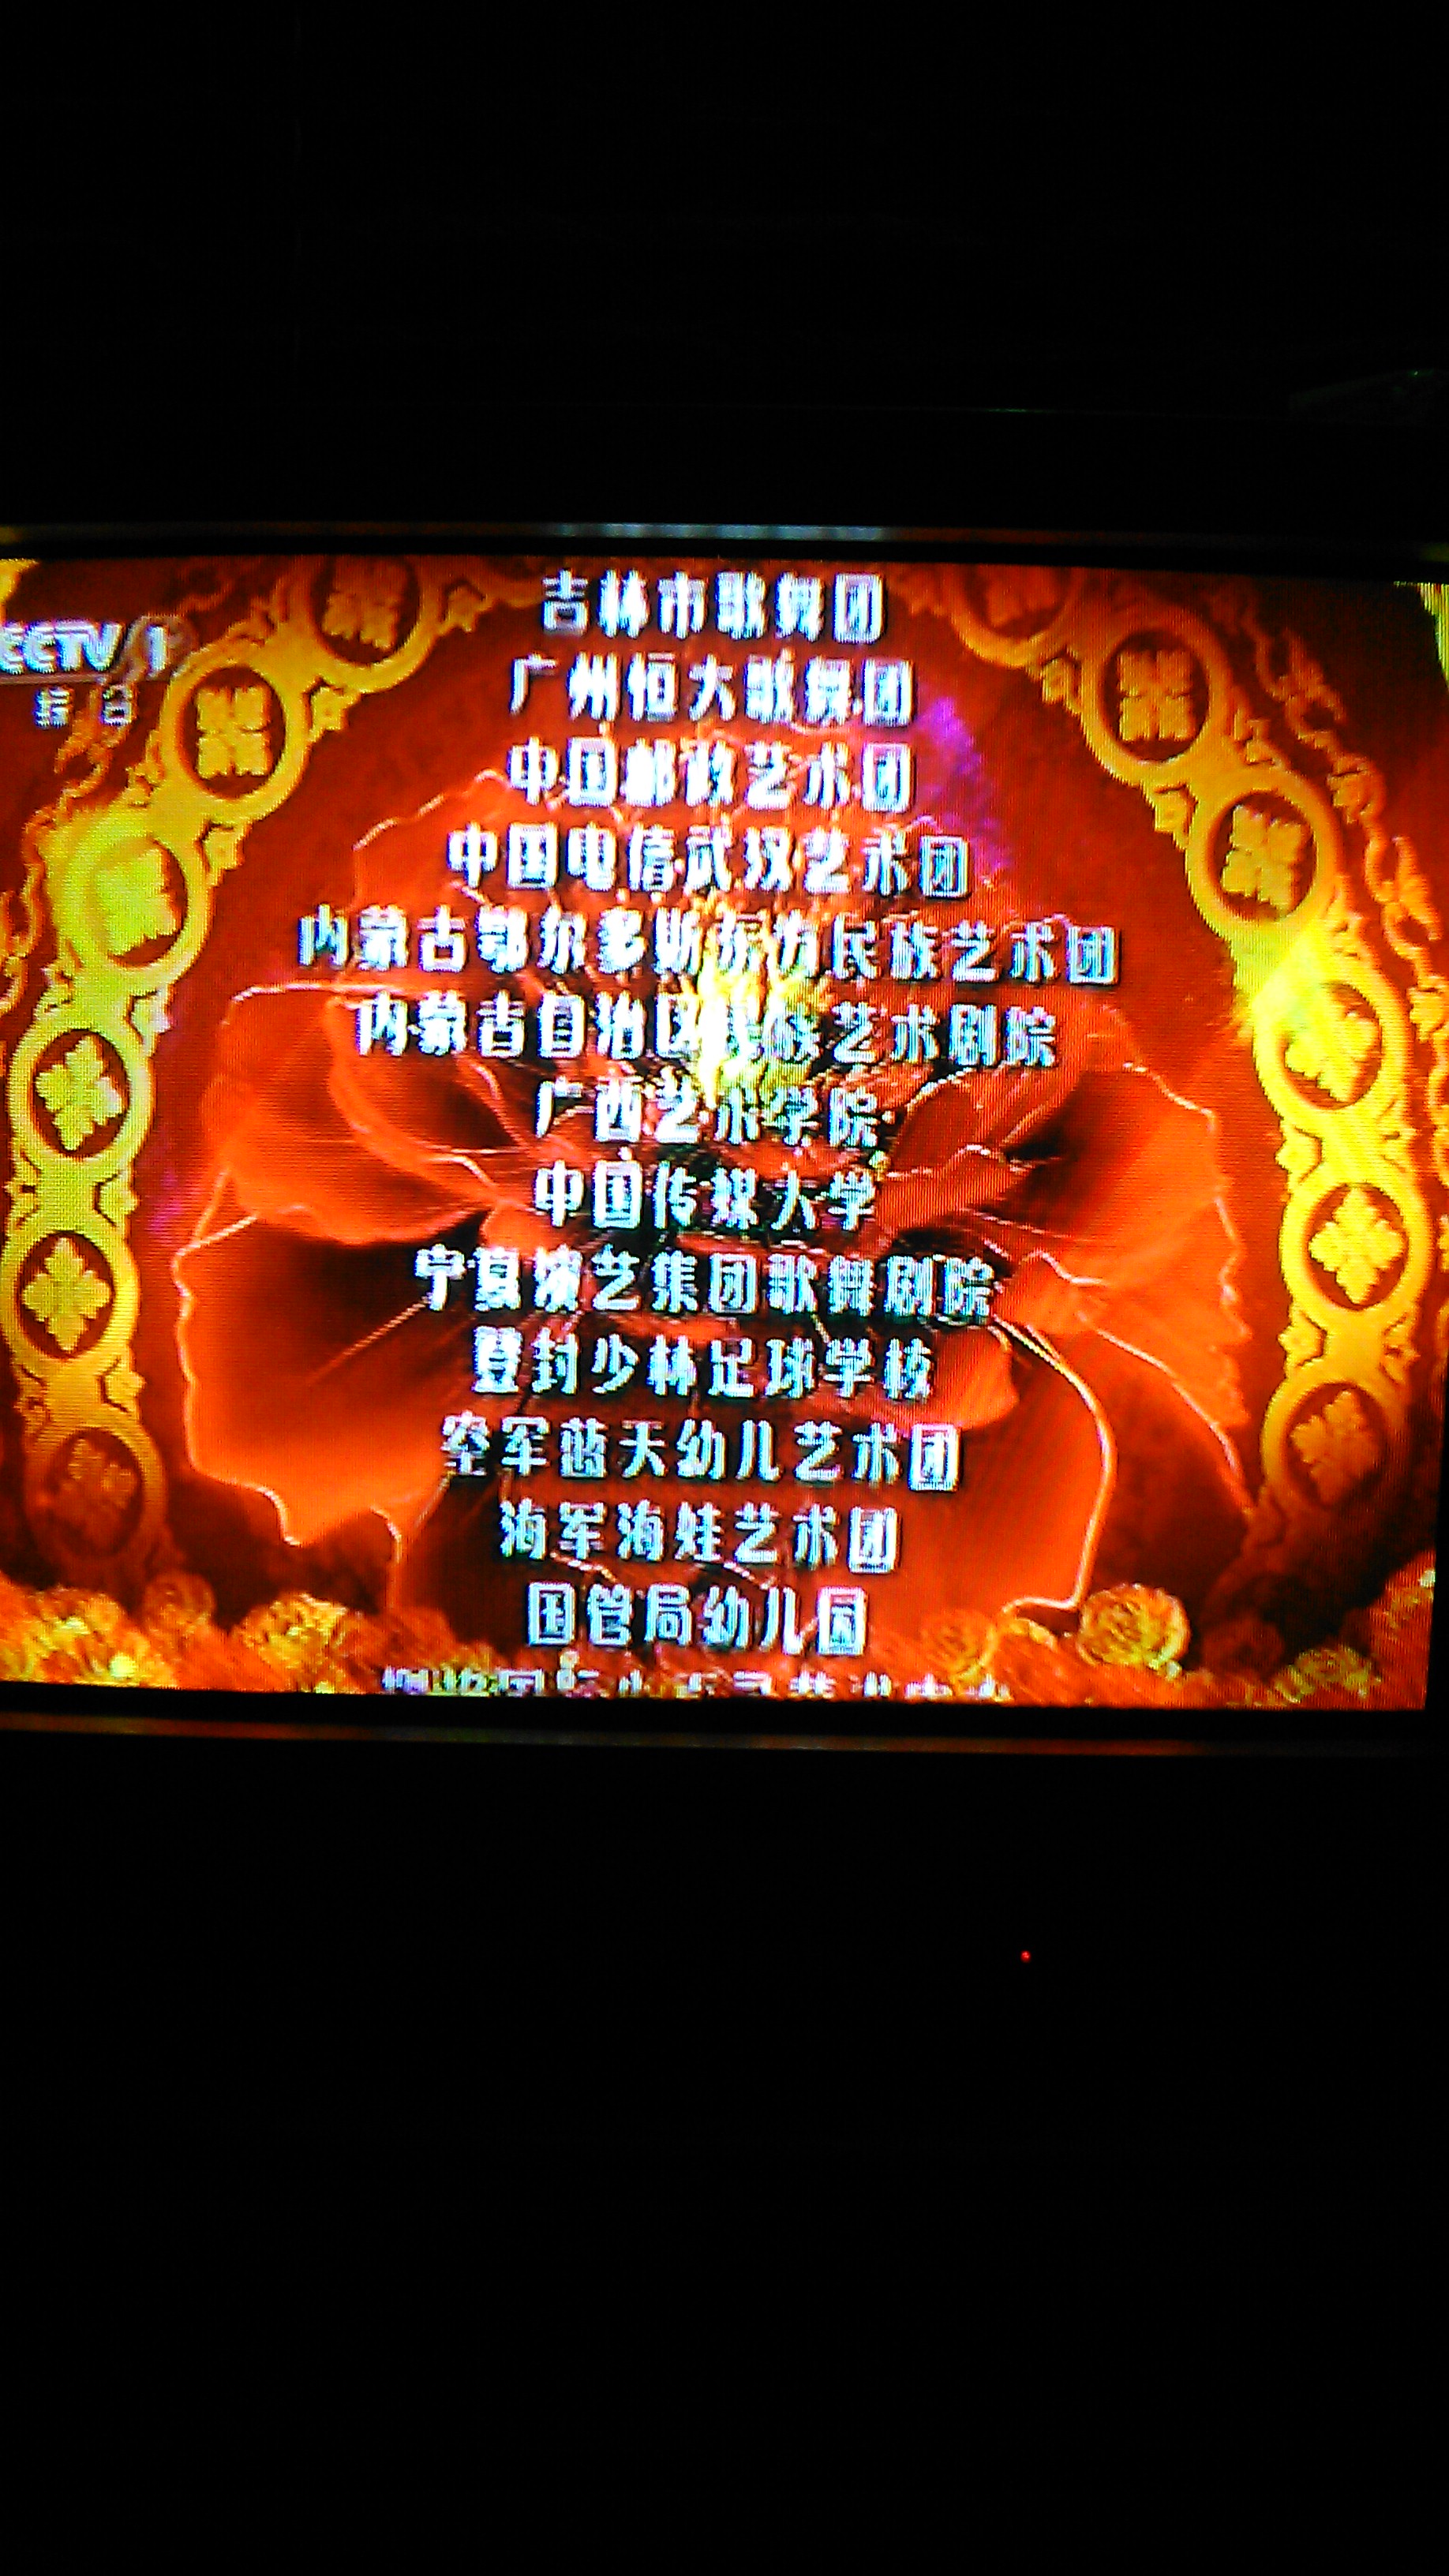 吉林市歌舞团
CCTV 1
综合
广州恒大歌舞团
中国邮政艺术团
中国电信武汉艺术团
内蒙古鄂尔多斯东方民族艺术团
内蒙古自治区民族艺术剧院
广西艺术学院
中国传媒大学
宁夏演艺集团歌舞剧院
登封少林足球学校
空军蓝天幼儿艺术团
海军海娃艺术团
国管局幼儿园